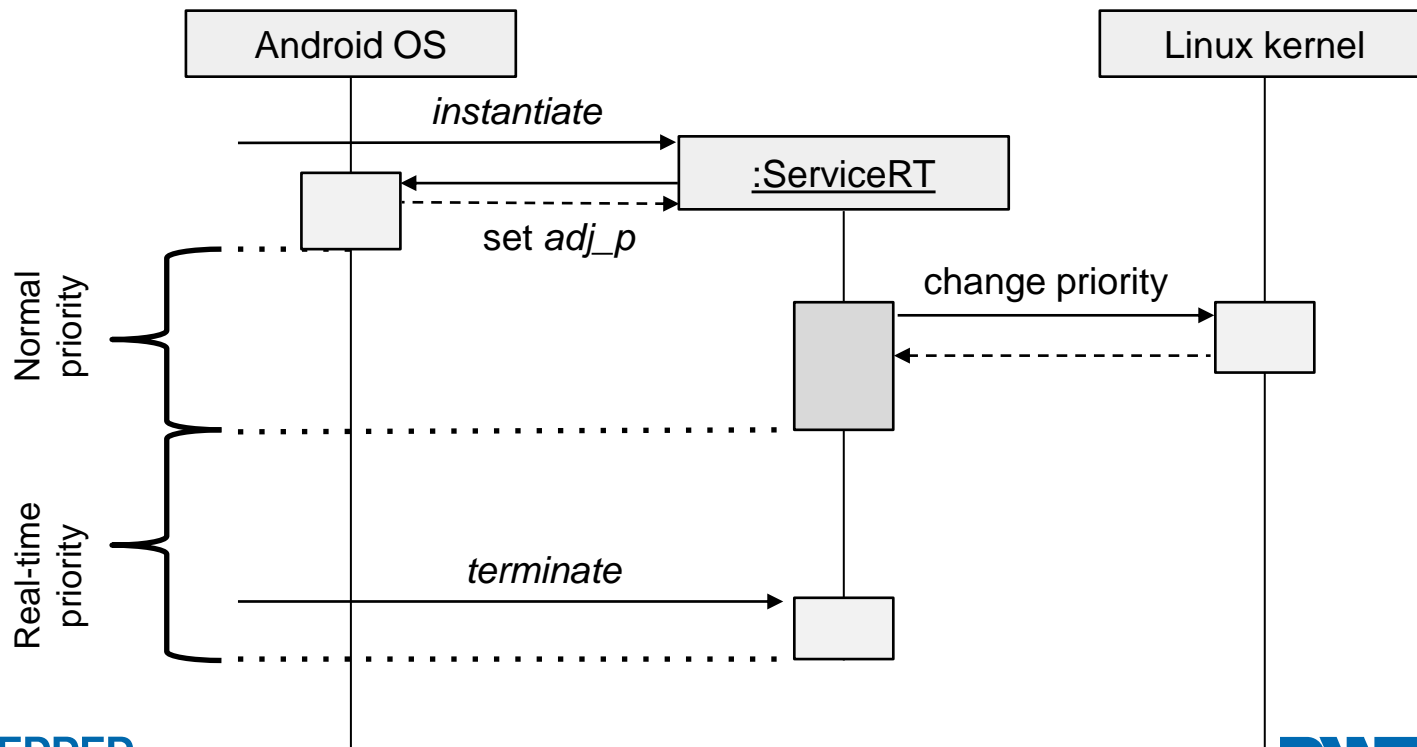 Android OS
Linux kernel
instantiate
:ServiceRT
set adj_p
change priority
Normal
priority
Real-time
priority
terminate